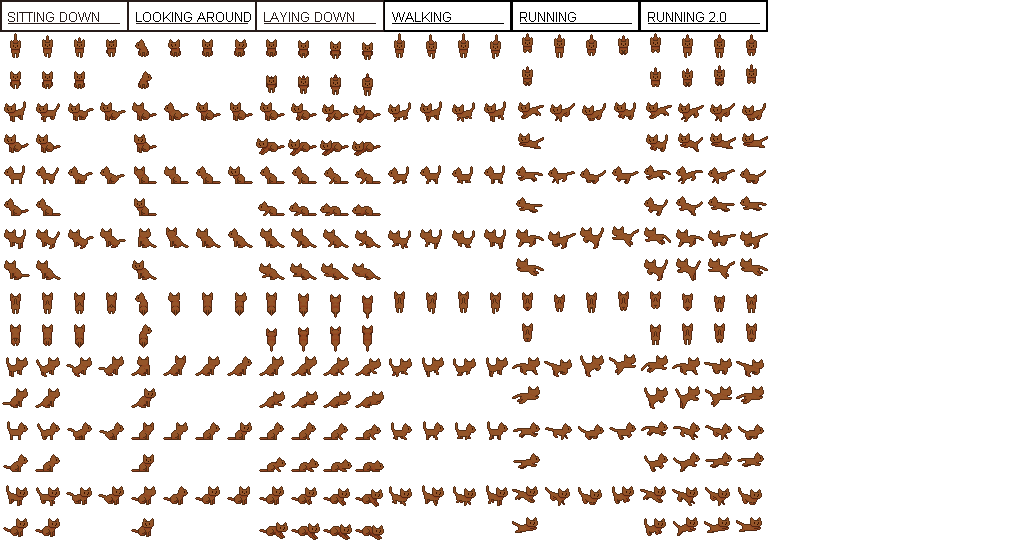 SITTING DOWN
LOOKING AROUND
LAYING DOWN
WALKING
RUNNING
RUNNING 2.0